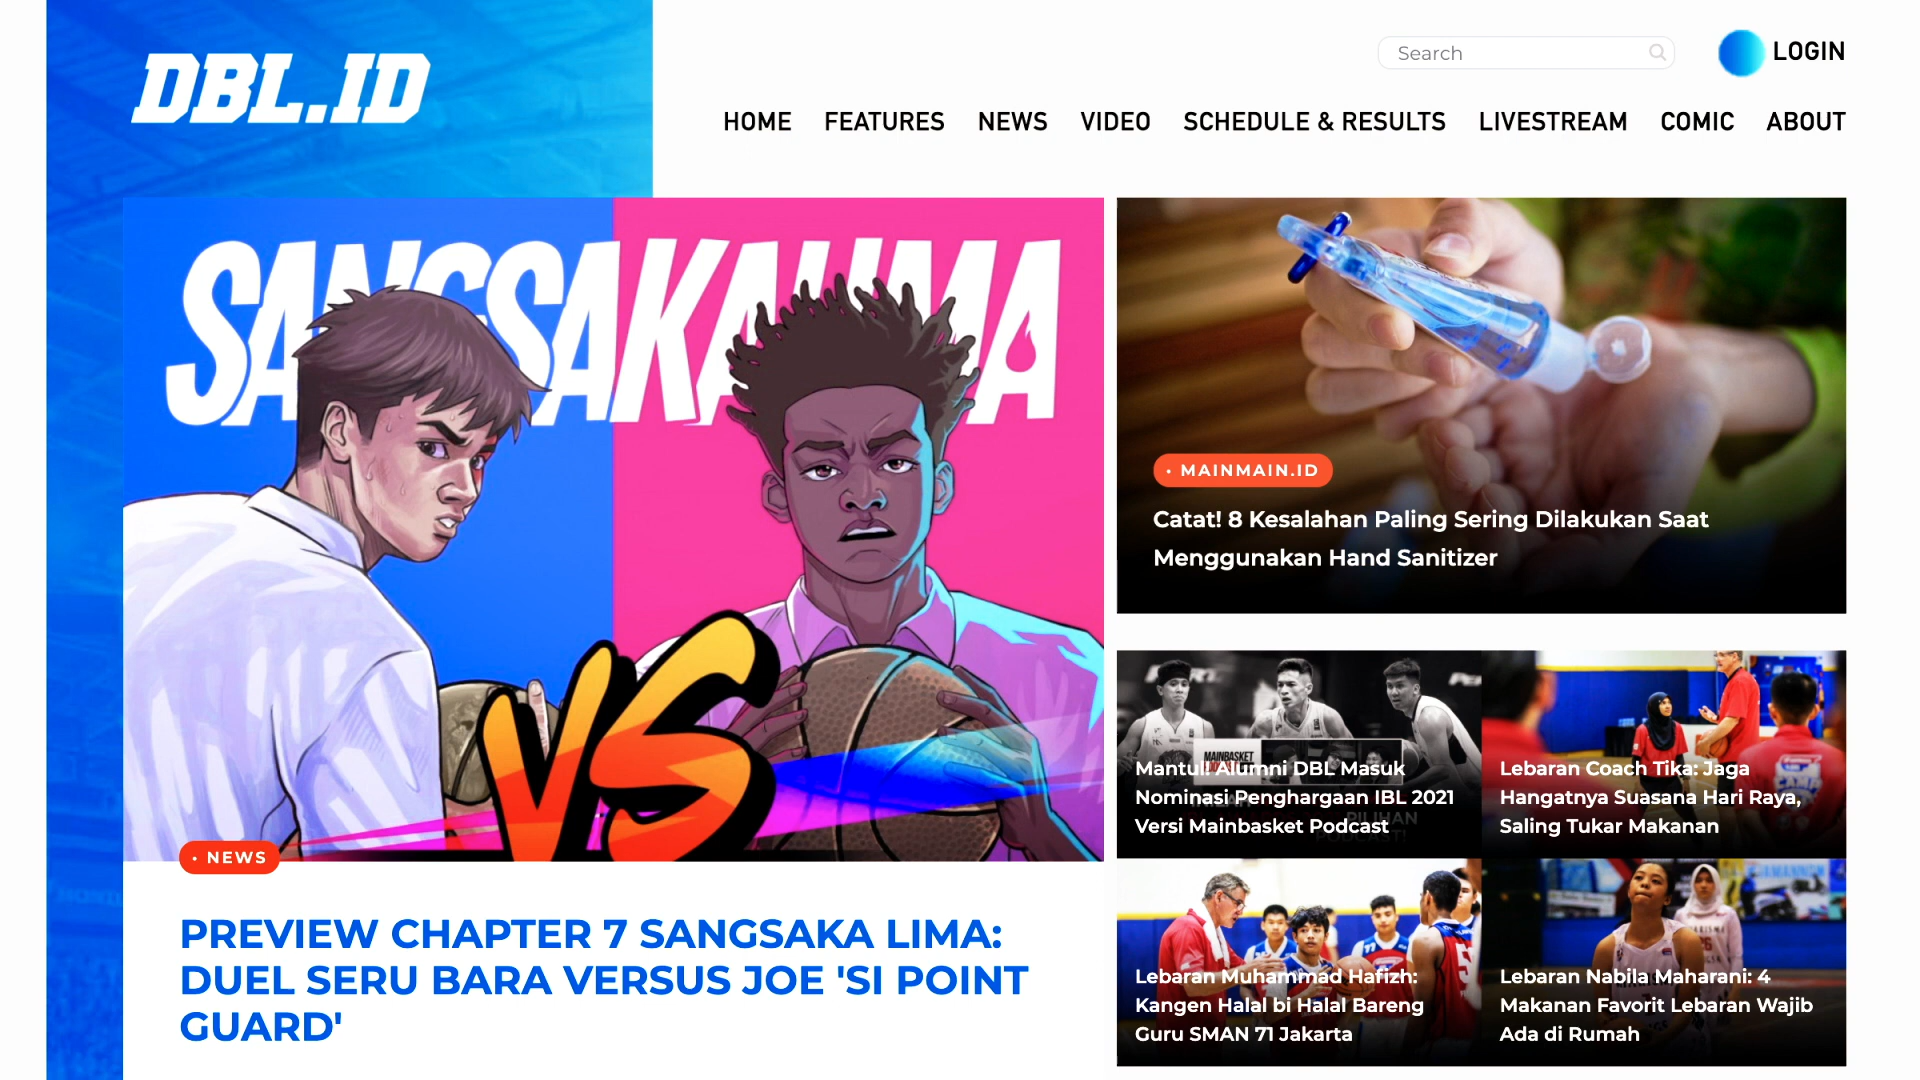 DBL.ID
Search
LOGIN
HOME FEATURES NEWS VIDEO SCHEDULE & RESULTS LIVESTREAM COMIC ABOUT
SANGSAKALIMA
• NEWS
VS
PREVIEW CHAPTER 7 SANGSAKA LIMA:
DUEL SERU BARA VERSUS JOE 'SI POINT
GUARD'
• MAINMAIN.ID
Catat! 8 Kesalahan Paling Sering Dilakukan Saat
Menggunakan Hand Sanitizer
MAINBASKET
Mantul! Alumni DBL Masuk
Nominasi Penghargaan IBL 2021
Versi Mainbasket Podcast
PILIHAN
Lebaran Coach Tika: Jaga
Hangatnya Suasana Hari Raya,
Saling Tukar Makanan
Lebaran Muhammad Hafizh:
Kangen Halal bi Halal Bareng
Guru SMAN 71 Jakarta
Lebaran Nabila Maharani: 4
Makanan Favorit Lebaran Wajib
Ada di Rumah